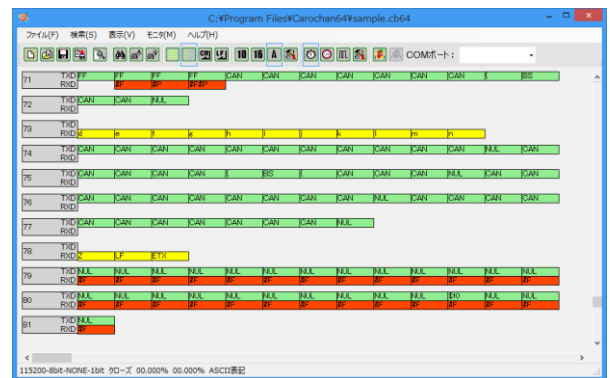 C:¥Program Files¥Carochan64¥sample.cb64
ファイル(F) 検索(S) 表示(V) モニタ(M) ヘルプ(H)
10 16 A COMポート:
71 TXD FF FF FF FF CAN CAN CAN CAN CAN CAN CAN [ BS
RXD #F #P #F#P
72 TXD CAN CAN NUL
RXD
73 TXD
RXD d e f g h i j k l m n
74 TXD CAN CAN CAN CAN CAN CAN CAN CAN CAN CAN CAN NUL CAN
RXD
75 TXD CAN CAN CAN CAN [ BS [ CAN CAN CAN NUL CAN CAN
RXD
76 TXD CAN CAN CAN CAN CAN CAN CAN CAN NUL CAN CAN CAN CAN
RXD
77 TXD CAN CAN CAN CAN CAN CAN CAN NUL
RXD
78 TXD
RXD Z LF ETX
79 TXD NUL NUL NUL NUL NUL NUL NUL NUL NUL NUL NUL NUL NUL
RXD #F #F #F #F #F #F #F #F #F #F #F #F #F
80 TXD NUL NUL NUL NUL NUL NUL NUL NUL NUL NUL $10 NUL NUL
RXD #F #F #F #F #F #F #F #F #F #F #F #F #F
81 TXD NUL
RXD #F
115200-8bit-NONE-1bit クローズ 00.000% 00.000% ASCII表記